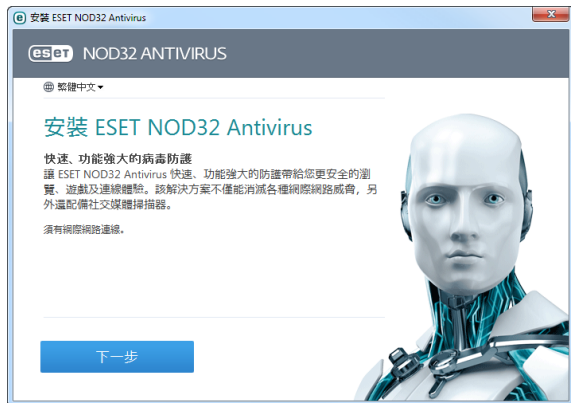 安裝 ESET NOD32 Antivirus
eset NOD32 ANTIVIRUS
繁體中文
安裝 ESET NOD32 Antivirus
快速、功能強大的病毒防護
讓 ESET NOD32 Antivirus 快速、功能強大的防護帶給您更安全的瀏
覽、遊戲及連線體驗。該解決方案不僅能消滅各種網際網路威脅，另
外還配備社交媒體掃描器。
須有網際網路連線。
下一步